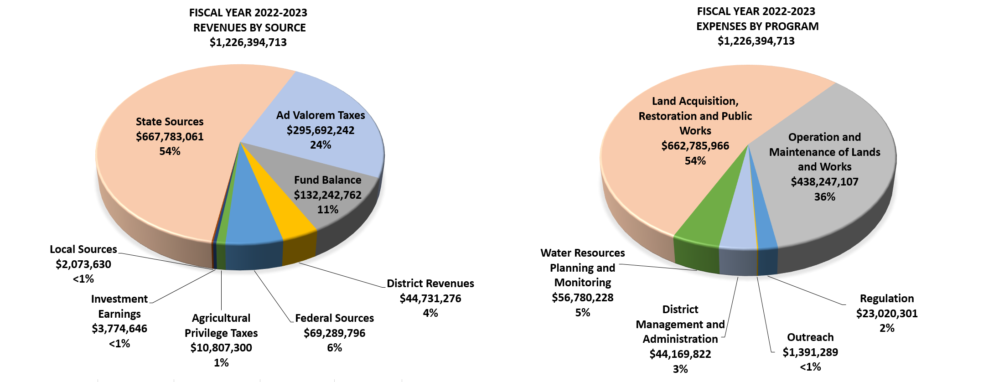 FISCAL YEAR 2022-2023
REVENUES BY SOURCE
$1,226,394,713
State Sources
$667,783,061
54%
Ad Valorem Taxes
$295,692,242
24%
Fund Balance
$132,242,762
11%
Local Sources
$2,073,630
<1%
Investment
Earnings
$3,774,646
<1%
Agricultural
Privilege Taxes
$10,807,300
1%
Federal Sources
$69,289,796
6%
District Revenues
$44,731,276
4%
FISCAL YEAR 2022-2023
EXPENSES BY PROGRAM
$1,226,394,713
Land Acquisition,
Restoration and Public
Works
$662,785,966
54%
Operation and
Maintenance of Lands
and Works
$438,247,107
36%
Water Resources
Planning and
Monitoring
$56,780,228
5%
District
Management and
Administration
$44,169,822
3%
Outreach
$1,391,289
<1%
Regulation
$23,020,301
2%